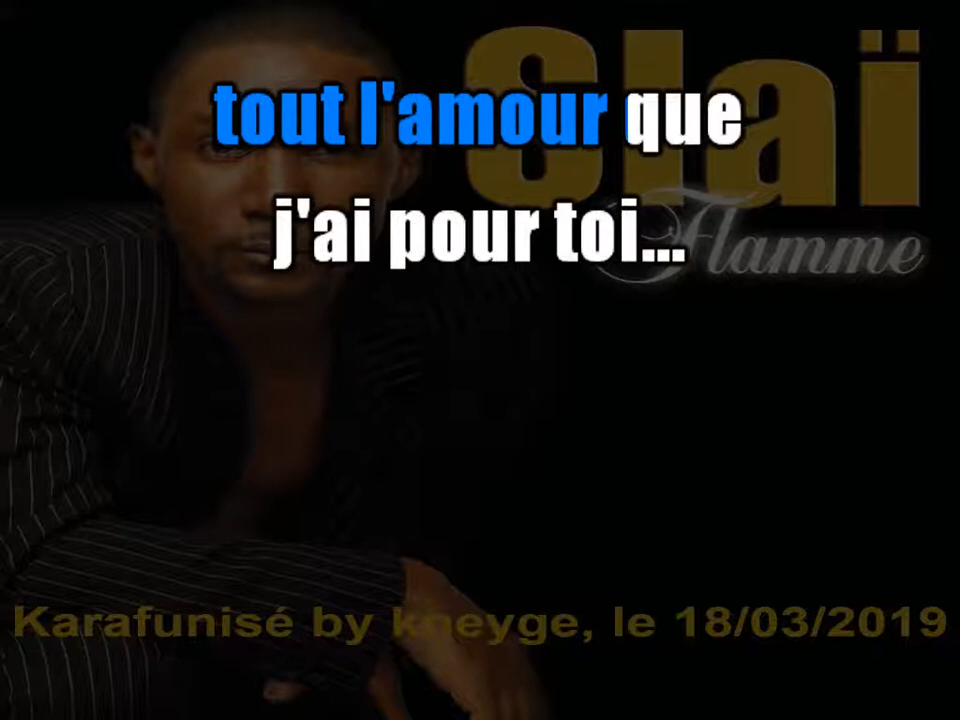 Slaï
tout l'amour que
j'ai pour toi...
Flamme
Karafunisé by kneyge, le 18/03/2019